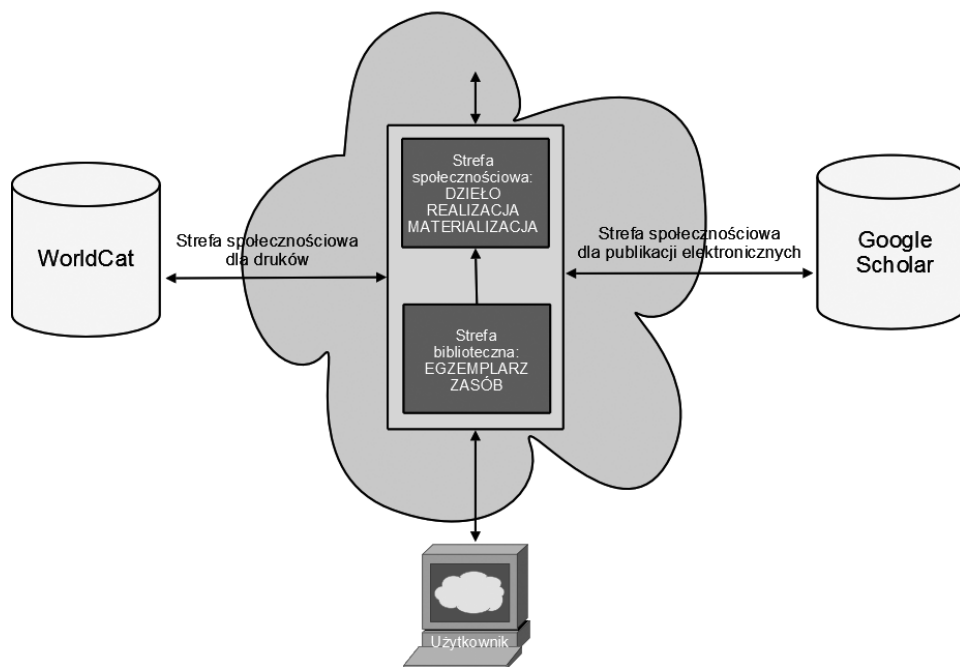 Strefa
społecznościowa:
DZIEŁO
REALIZACJA
MATERIALIZACJA
WorldCat
Strefa społecznościowa
dla druków
Strefa społecznościowa
dla publikacji elektronicznych
Google
Scholar
Strefa
biblioteczna:
EGZEMPLARZ
ZASÓB
Użytkownik